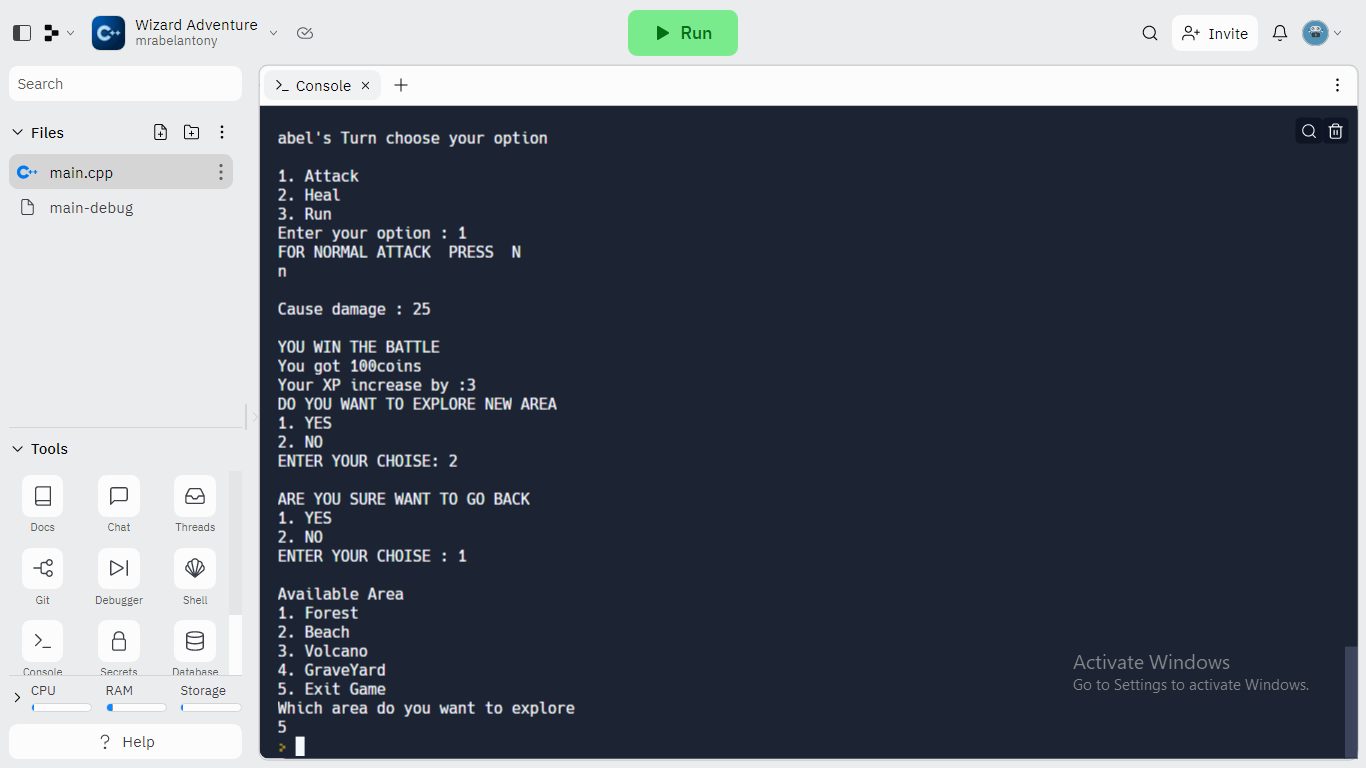 Wizard Adventure
mrabelantony
Run
Invite
Search
Files
main.cpp
main-debug
Tools
Docs
Chat
Threads
Git
Debugger
Shell
Console
Secrets
Database
CPU
RAM
Storage
? Help
>_ Console
abel's Turn choose your option
1. Attack
2. Heal
3. Run
Enter your option : 1
FOR NORMAL ATTACK  PRESS  N
n
Cause damage : 25
YOU WIN THE BATTLE
You got 100coins
Your XP increase by :3
DO YOU WANT TO EXPLORE NEW AREA
1. YES
2. NO
ENTER YOUR CHOISE: 2
ARE YOU SURE WANT TO GO BACK
1. YES
2. NO
ENTER YOUR CHOISE : 1
Available Area
1. Forest
2. Beach
3. Volcano
4. GraveYard
5. Exit Game
Which area do you want to explore
5
>
Activate Windows
Go to Settings to activate Windows.